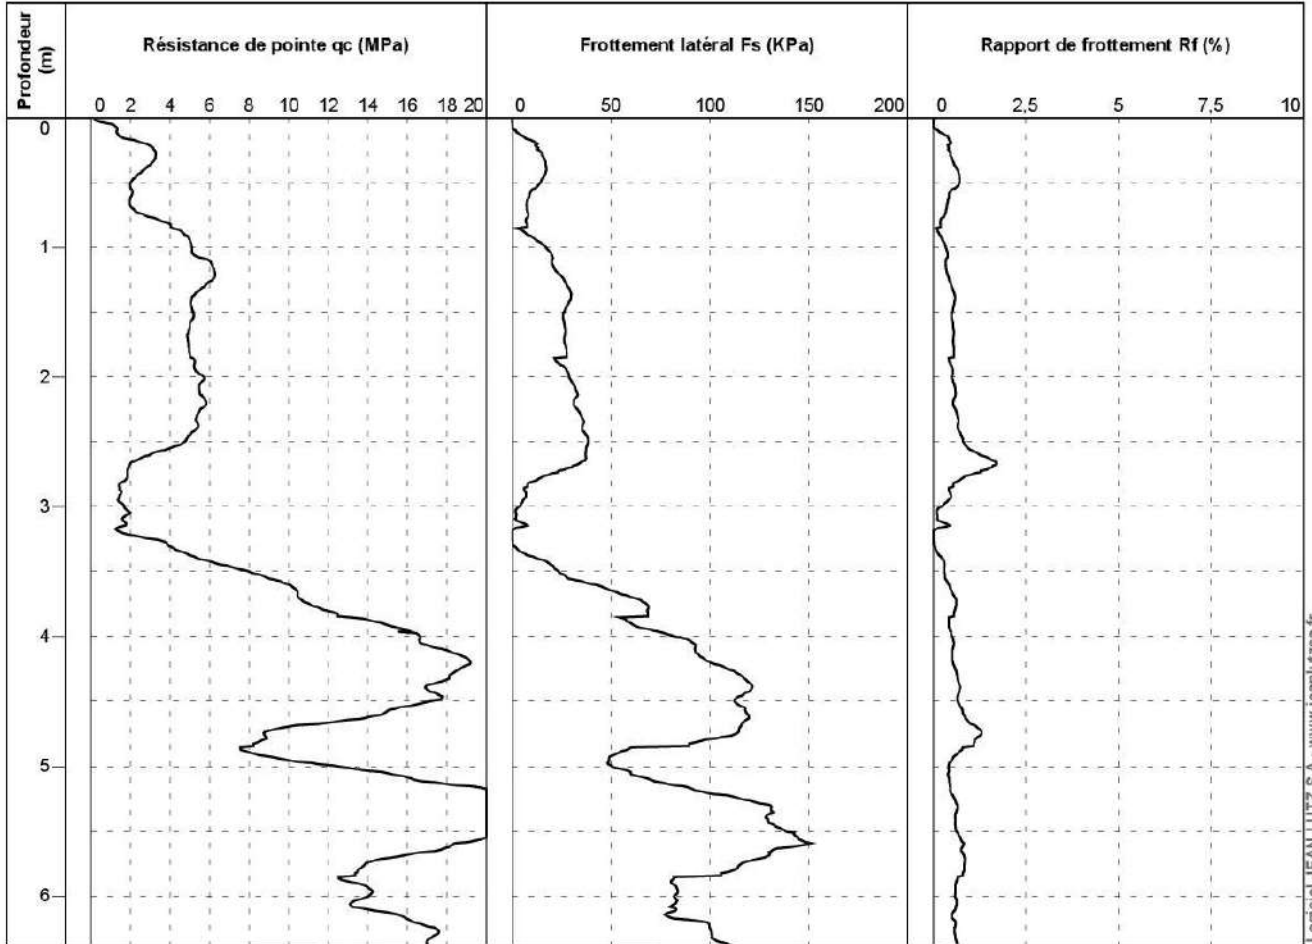 Profondeur (m)
Résistance de pointe qc (MPa)
Frottement latéral Fs (KPa)
Rapport de frottement Rf (%)
0 2 4 6 8 10 12 14 16 18 20
0 50 100 150 200
0 2,5 5 7,5 10
0
1
2
3
4
5
6
JEAN LUTZ S.A.